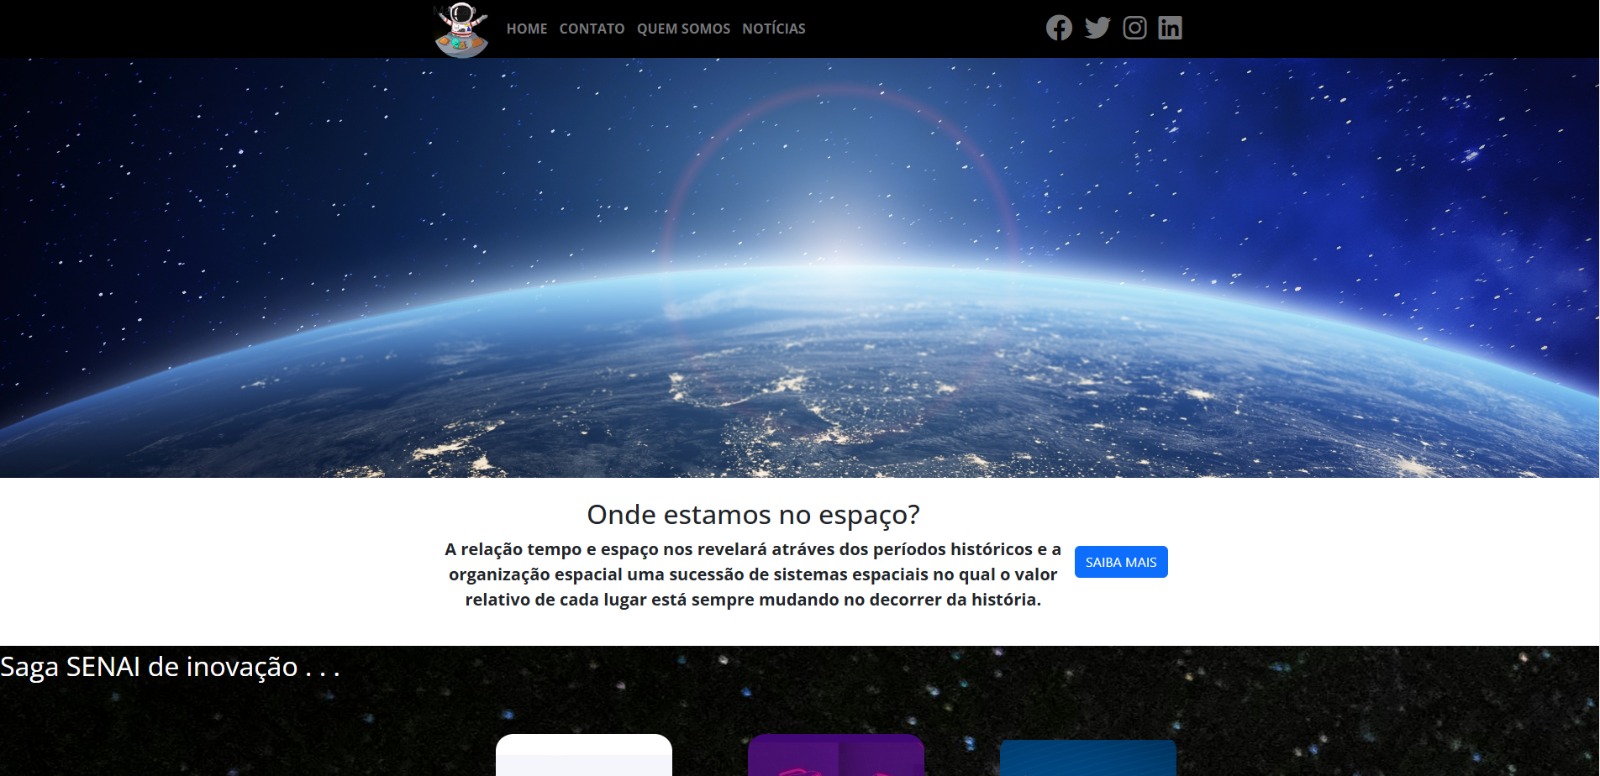 HOME CONTATO QUEM SOMOS NOTÍCIAS
Onde estamos no espaço?
A relação tempo e espaço nos revelará atráves dos períodos históricos e a
organização espacial uma sucessão de sistemas espaciais no qual o valor
relativo de cada lugar está sempre mudando no decorrer da história.
SAIBA MAIS
Saga SENAI de inovação . . .